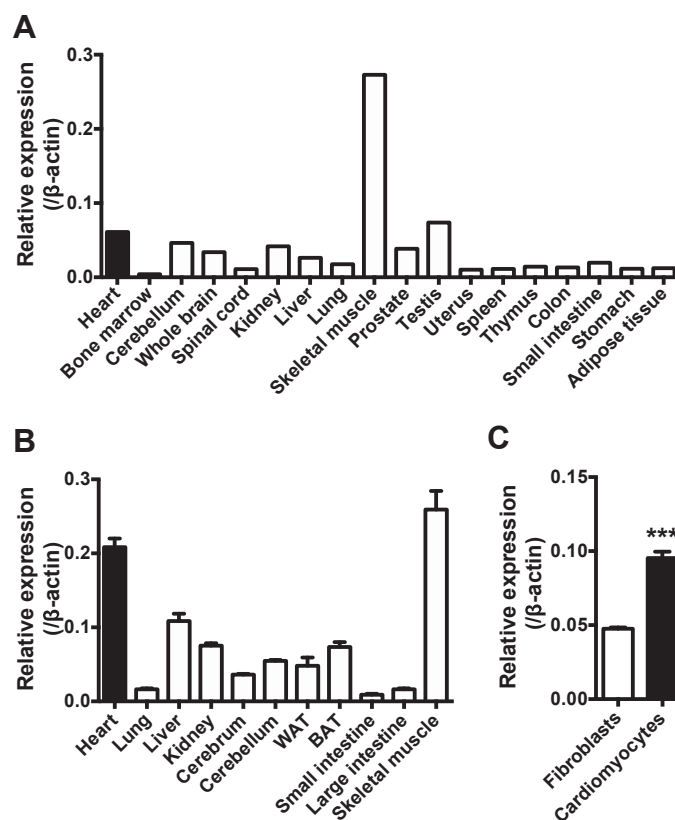 A
Relative expression
(/β-actin)
0.3
0.2
0.1
0.0
Heart
Bone marrow
Cerebellum
Whole brain
Spinal cord
Kidney
Liver
Lung
Skeletal muscle
Prostate
Testis
Uterus
Spleen
Thymus
Colon
Small intestine
Stomach
Adipose tissue
B
Relative expression
(/β-actin)
0.3
0.2
0.1
0.0
Heart
Lung
Liver
Kidney
Cerebrum
Cerebellum
WAT
BAT
Small intestine
Large intestine
Skeletal muscle
C
Relative expression
(/β-actin)
0.15
0.10
0.05
0.00
***
Fibroblasts
Cardiomyocytes